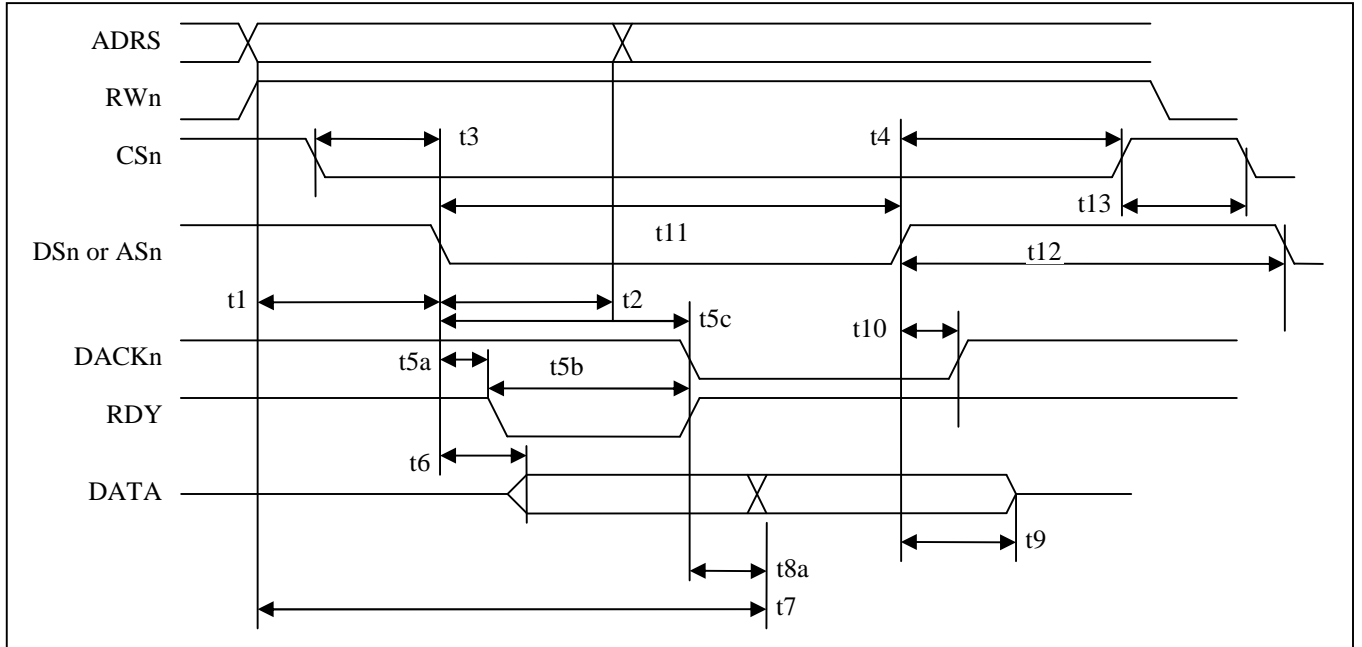 ADRS
RWn
t3
t4
CSn
t13
t11
DSn or ASn
t12
t1
t2
t5c
t10
DACKn
t5a
t5b
RDY
t6
DATA
t9
t8a
t7